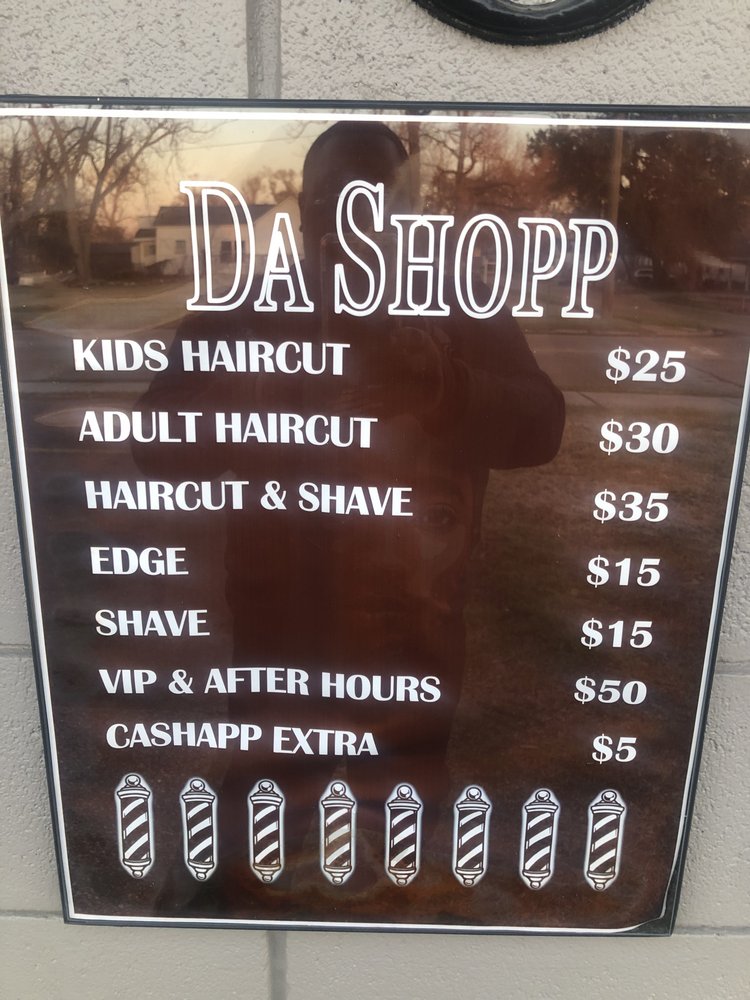 DA SHOPP
KIDS HAIRCUT $25
ADULT HAIRCUT $30
HAIRCUT & SHAVE $35
EDGE $15
SHAVE $15
VIP & AFTER HOURS $50
CASHAPP EXTRA $5